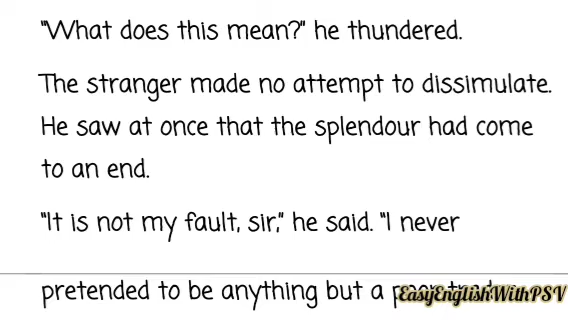 "What does this mean?" he thundered.
The stranger made no attempt to dissimulate.
He saw at once that the splendour had come
to an end.
"It is not my fault, sir," he said. "I never
pretended to be anything but a
EasyEnglishWithPSV